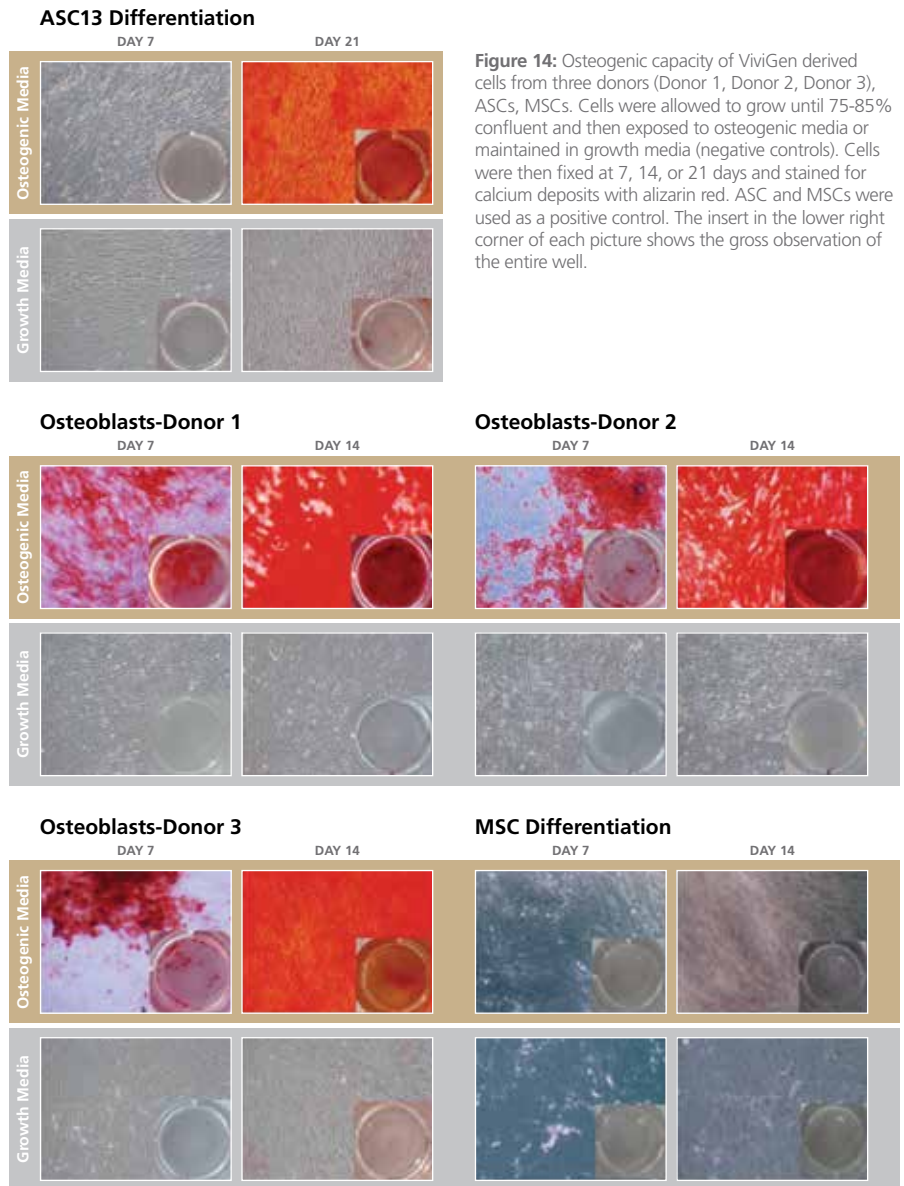 ASC13 Differentiation
DAY 7
DAY 21
Osteogenic Media
Growth Media
Figure 14: Osteogenic capacity of ViviGen derived
cells from three donors (Donor 1, Donor 2, Donor 3),
ASCs, MSCs. Cells were allowed to grow until 75-85%
confluent and then exposed to osteogenic media or
maintained in growth media (negative controls). Cells
were then fixed at 7, 14, or 21 days and stained for
calcium deposits with alizarin red. ASC and MSCs were
used as a positive control. The insert in the lower right
corner of each picture shows the gross observation of
the entire well.
Osteoblasts-Donor 1
DAY 7
DAY 14
Osteoblasts-Donor 2
DAY 7
DAY 14
Osteogenic Media
Growth Media
Osteoblasts-Donor 3
DAY 7
DAY 14
MSC Differentiation
DAY 7
DAY 14
Osteogenic Media
Growth Media